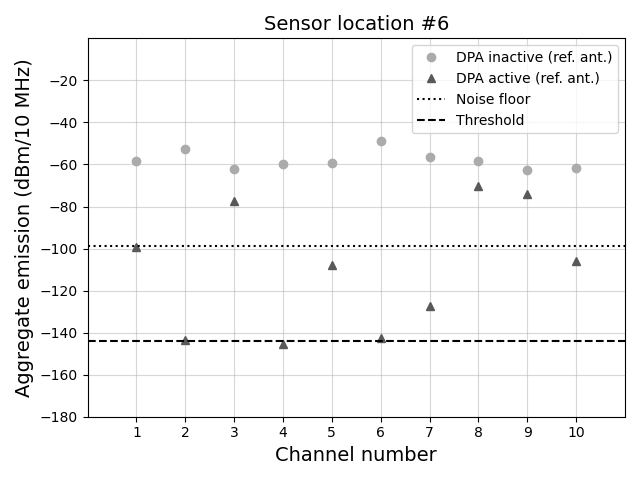 Sensor location #6
DPA inactive (ref. ant.)
DPA active (ref. ant.)
Noise floor
Threshold
Aggregate emission (dBm/10 MHz)
−20
−40
−60
−80
−100
−120
−140
−160
−180
1 2 3 4 5 6 7 8 9 10
Channel number